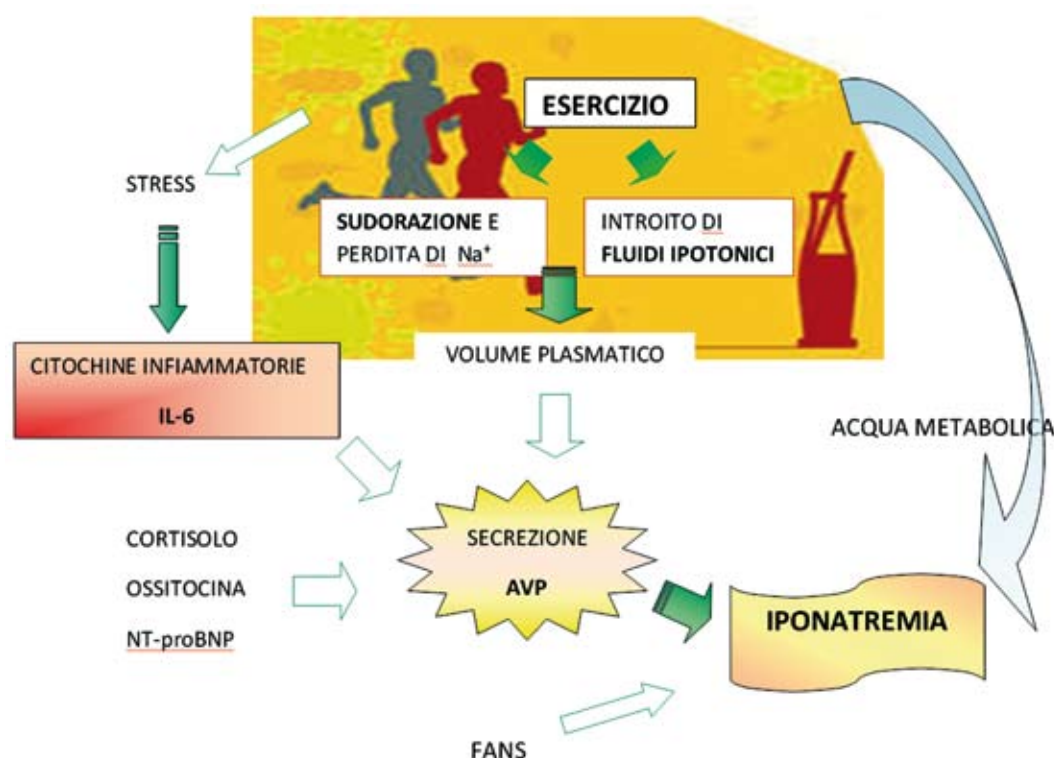 ESERCIZIO
STRESS
SUDORAZIONE E
PERDITA DI Na⁺
INTROITO DI
FLUIDI IPOTONICI
VOLUME PLASMATICO
CITOCHINE INFIAMMATORIE
IL-6
ACQUA METABOLICA
CORTISOLO
OSSITOCINA
NT-proBNP
SECREZIONE
AVP
IPONATREMIA
FANS